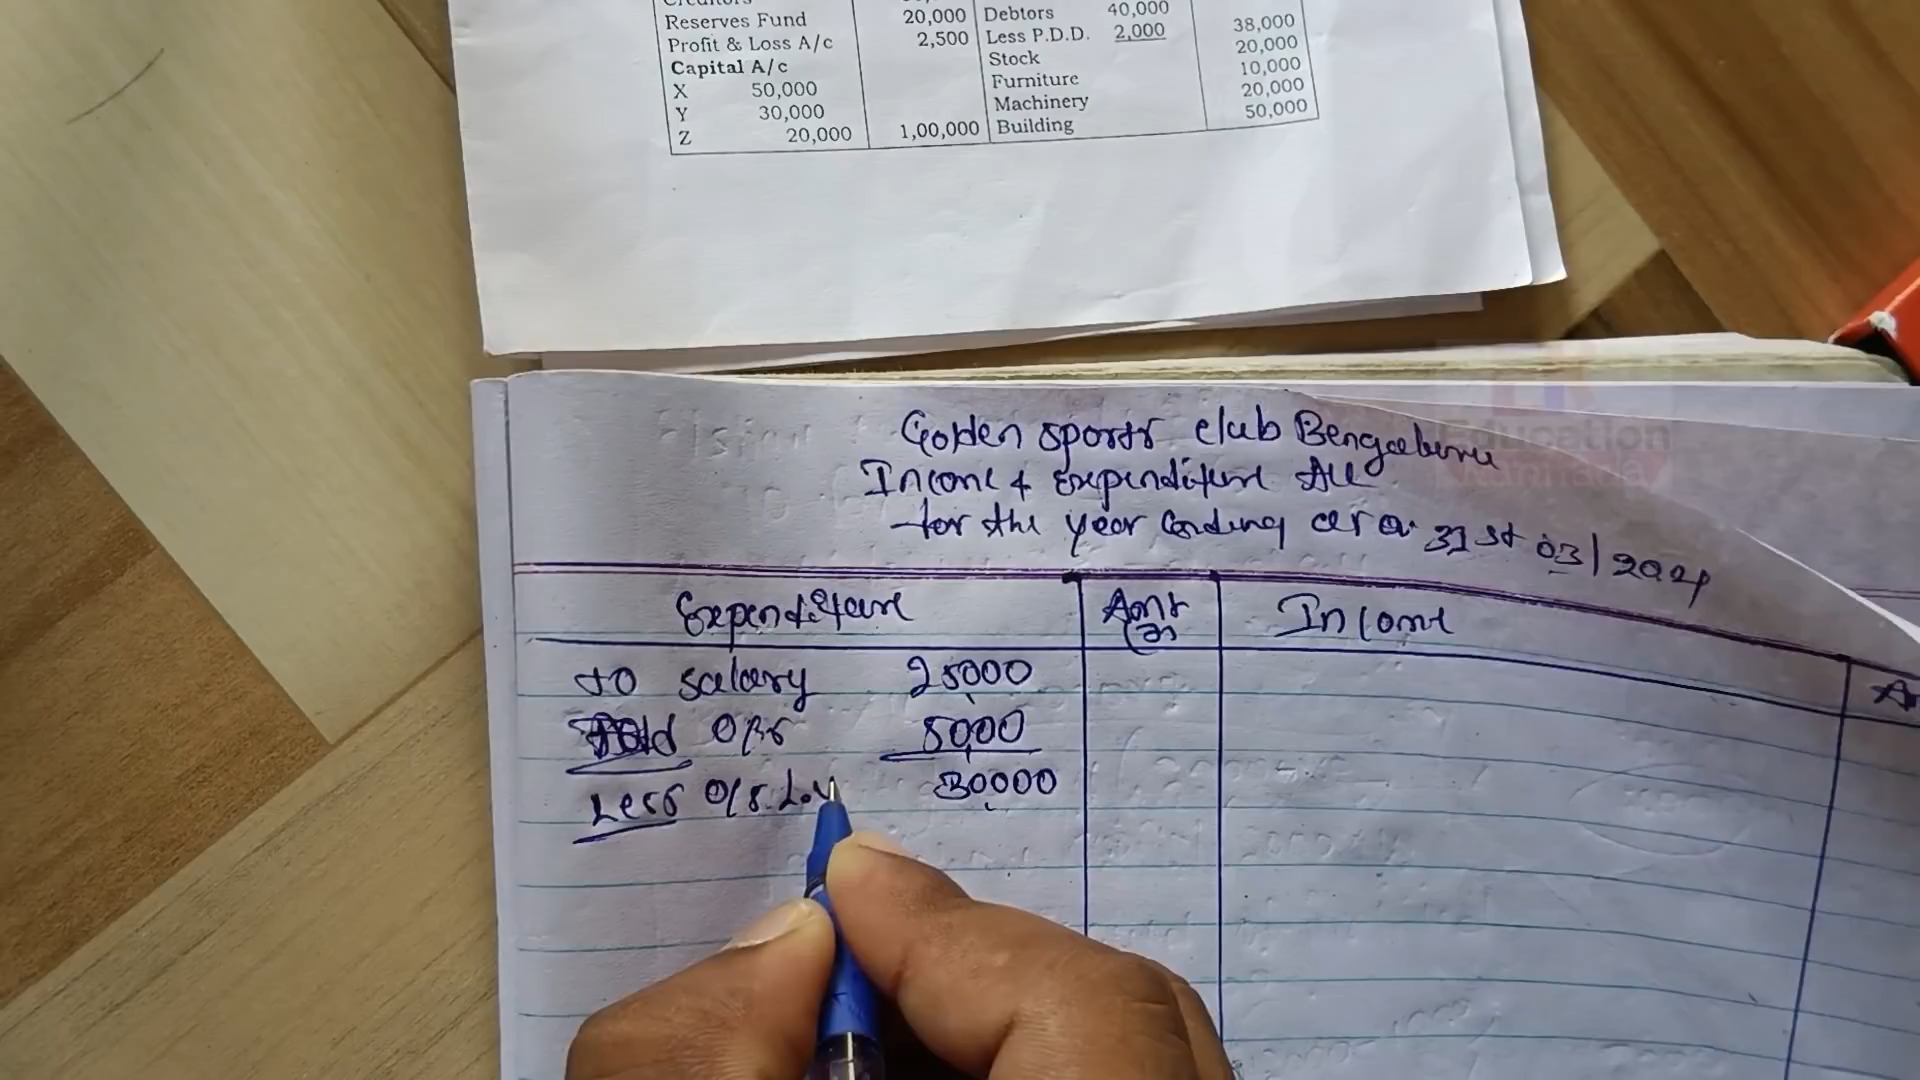 Reserves Fund 20,000 Debtors 40,000
Profit & Loss A/c 2,500 Less P.D.D. 2,000 38,000
Capital A/c Stock 20,000
X 50,000 Furniture 10,000
Y 30,000 Machinery 20,000
Z 20,000 1,00,000 Building 50,000
Education
Kannada
Golden sports club Bengaluru
Income & Expenditure A/c
for the year ending as on 31st 03/2024
Expenditure Amt Income
To salary 25000
Add O/s 5000
30000
Less O/s